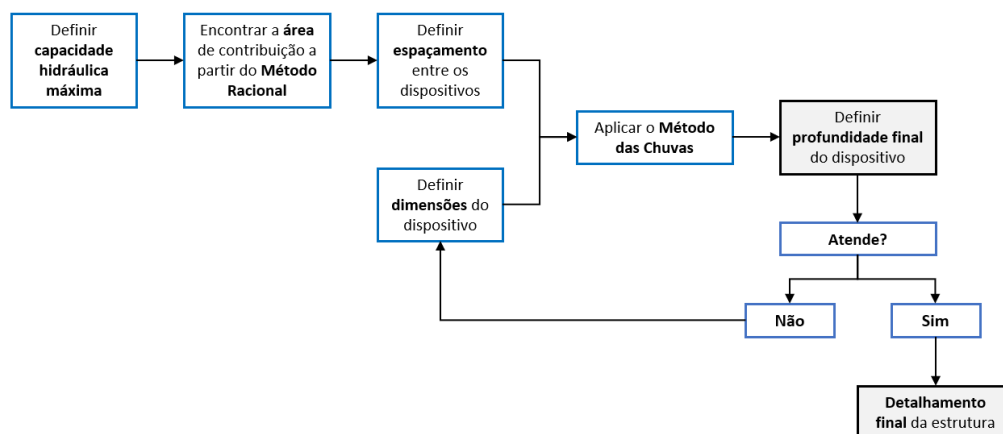 Definir
capacidade
hidráulica
máxima
Encontrar a área
de contribuição a
partir do Método
Racional
Definir
espaçamento
entre os
dispositivos
Definir
dimensões do
dispositivo
Aplicar o Método
das Chuvas
Definir
profundidade final
do dispositivo
Atende?
Não
Sim
Detalhamento
final da estrutura